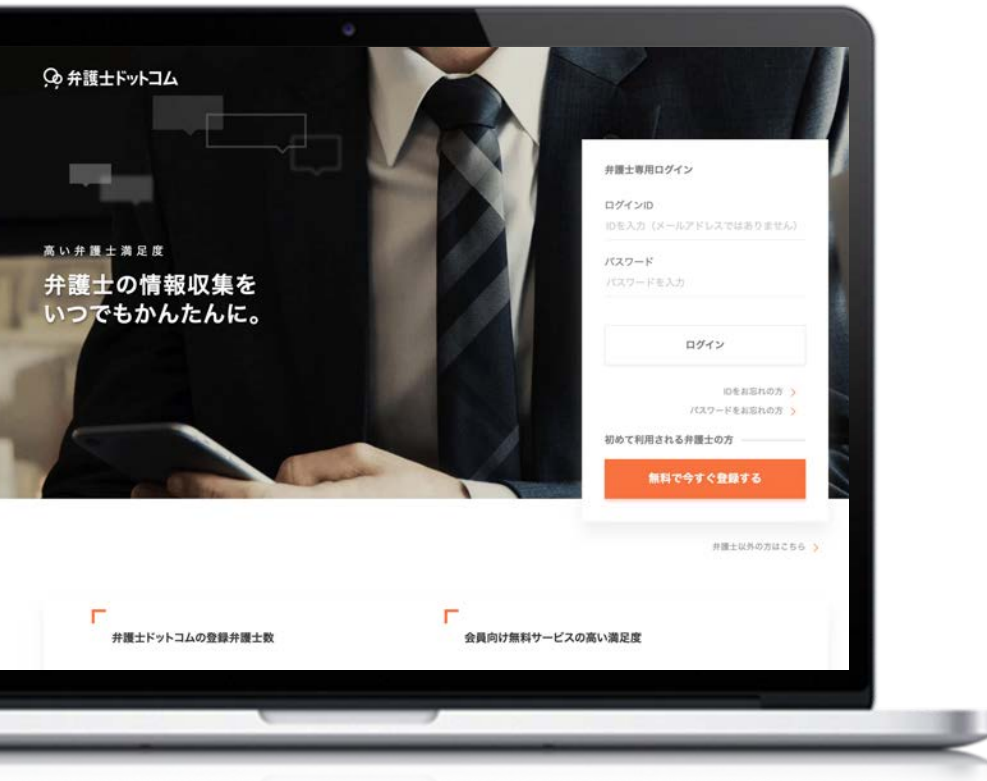 弁護士ドットコム
高い弁護士満足度
弁護士の情報収集を
いつでもかんたんに。
弁護士専用ログイン
ログインID
IDを入力（メールアドレスではありません）
パスワード
パスワードを入力
ログイン
IDをお忘れの方
パスワードをお忘れの方
初めて利用される弁護士の方
無料で今すぐ登録する
弁護士以外の方はこちら
弁護士ドットコムの登録弁護士数
会員向け無料サービスの高い満足度